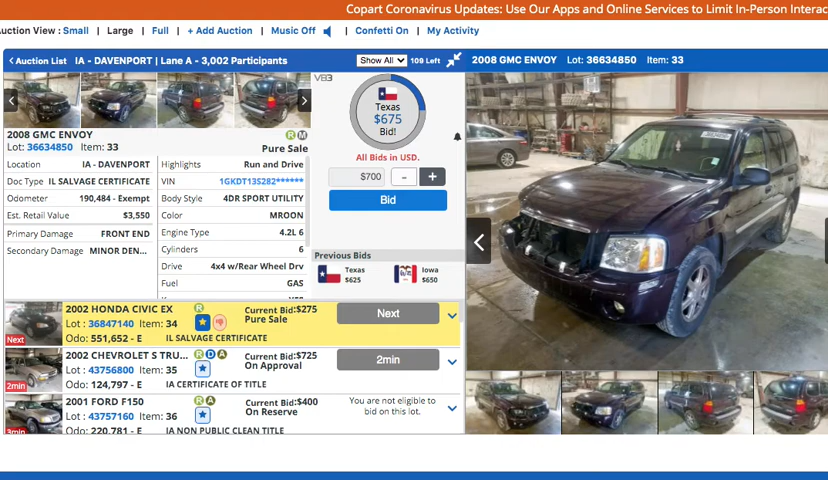 Copart Coronavirus Updates: Use Our Apps and Online Services to Limit In-Person Interac
uction View : Small | Large | Full | + Add Auction | Music Off | Confetti On | My Activity
Auction List IA - DAVENPORT | Lane A - 3,002 Participants
Show All 109 Left
2008 GMC ENVOY Lot: 36634850 Item: 33
VB3
2008 GMC ENVOY R M
Lot: 36634850 Item: 33 Pure Sale
Location IA - DAVENPORT
Doc Type IL SALVAGE CERTIFICATE
Odometer 190,484 - Exempt
Est. Retail Value $3,550
Primary Damage FRONT END
Secondary Damage MINOR DEN...
Highlights Run and Drive
VIN 1GKDT13S282******
Body Style 4DR SPORT UTILITY
Color MROON
Engine Type 4.2L 6
Cylinders 6
Drive 4x4 w/Rear Wheel Drv
Fuel GAS
Texas
$675
Bid!
All Bids in USD.
$700 - +
Bid
Previous Bids
Texas
$625
Iowa
$650
Next
2002 HONDA CIVIC EX R
Lot : 36847140 Item: 34
Odo: 551,652 - E IL SALVAGE CERTIFICATE
Current Bid:$275
Pure Sale
Next
2min
2002 CHEVROLET S TRU... R D A
Lot : 43756800 Item: 35
Odo: 124,797 - E IA CERTIFICATE OF TITLE
Current Bid:$725
On Approval
2min
3min
2001 FORD F150 R A
Lot : 43757160 Item: 36
Odo: 220,781 - E IA NON PUBLIC CLEAN TITLE
Current Bid:$400
On Reserve
You are not eligible to
bid on this lot.